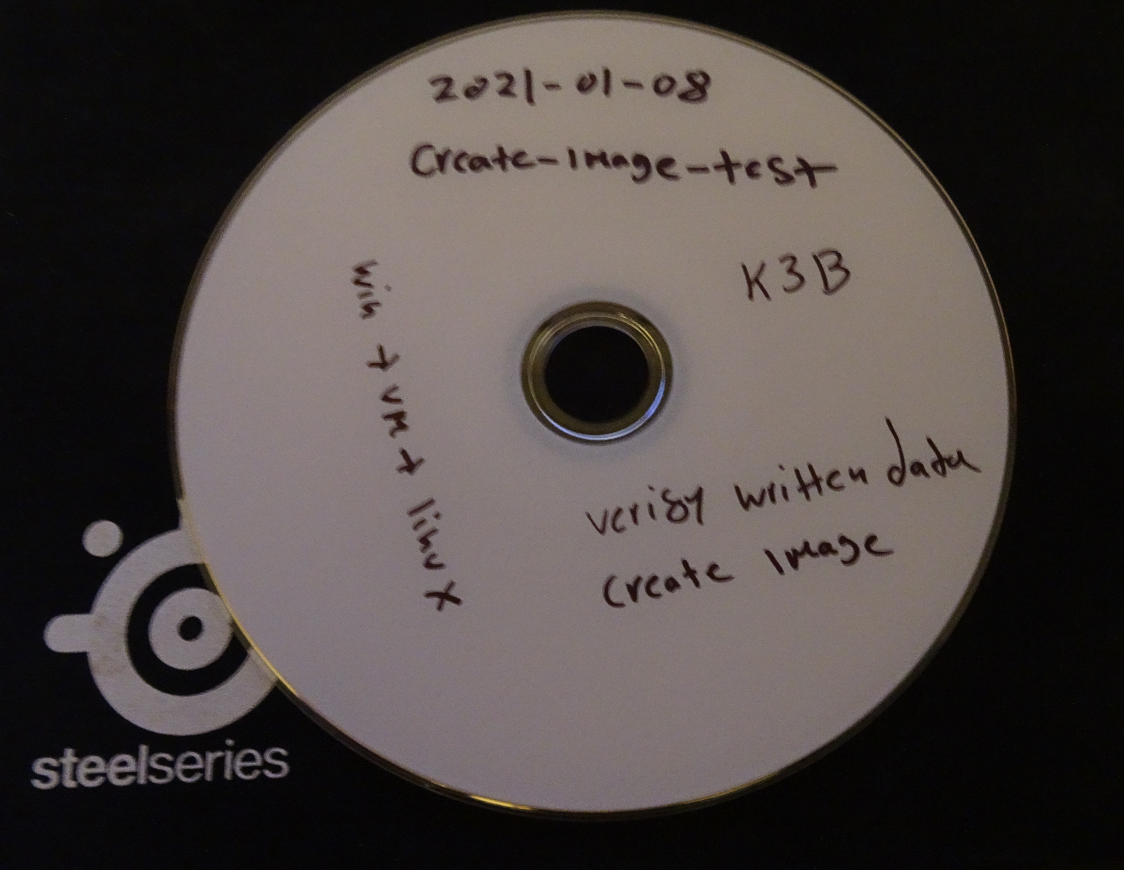 2021-01-08
Create-image-test
K3B
Win + VM + linux
verify written data
create image
steelseries